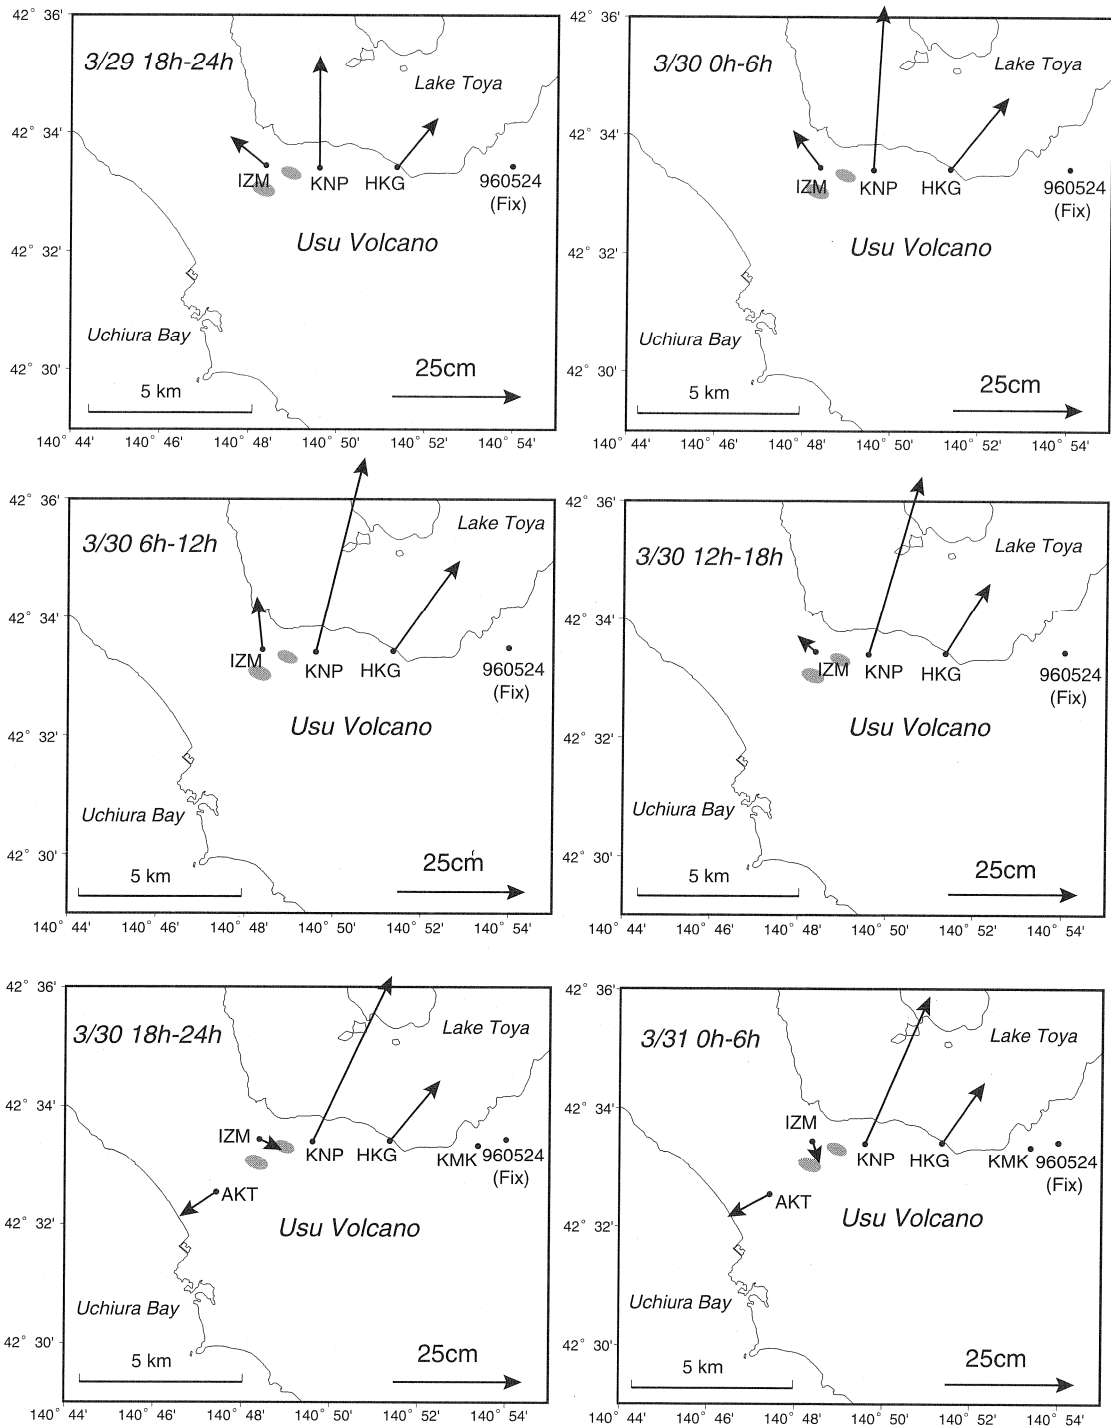 42° 36'
3/29 18h-24h
Lake Toya
42° 34'
IZM
KNP
HKG
960524
(Fix)
42° 32'
Usu Volcano
Uchiura Bay
42° 30'
5 km
25cm
140° 44' 140° 46' 140° 48' 140° 50' 140° 52' 140° 54'
42° 36'
3/30 0h-6h
Lake Toya
42° 34'
IZM
KNP
HKG
960524
(Fix)
42° 32'
Usu Volcano
Uchiura Bay
42° 30'
5 km
25cm
140° 44' 140° 46' 140° 48' 140° 50' 140° 52' 140° 54'
42° 36'
3/30 6h-12h
Lake Toya
42° 34'
IZM
KNP
HKG
960524
(Fix)
42° 32'
Usu Volcano
Uchiura Bay
42° 30'
5 km
25cm
140° 44' 140° 46' 140° 48' 140° 50' 140° 52' 140° 54'
42° 36'
3/30 12h-18h
Lake Toya
42° 34'
IZM
KNP
HKG
960524
(Fix)
42° 32'
Usu Volcano
Uchiura Bay
42° 30'
5 km
25cm
140° 44' 140° 46' 140° 48' 140° 50' 140° 52' 140° 54'
42° 36'
3/30 18h-24h
Lake Toya
42° 34'
IZM
KNP
HKG
KMK
960524
(Fix)
AKT
42° 32'
Usu Volcano
Uchiura Bay
42° 30'
5 km
25cm
140° 44' 140° 46' 140° 48' 140° 50' 140° 52' 140° 54'
42° 36'
3/31 0h-6h
Lake Toya
42° 34'
IZM
KNP
HKG
KMK
960524
(Fix)
AKT
42° 32'
Usu Volcano
Uchiura Bay
42° 30'
5 km
25cm
140° 44' 140° 46' 140° 48' 140° 50' 140° 52' 140° 54'